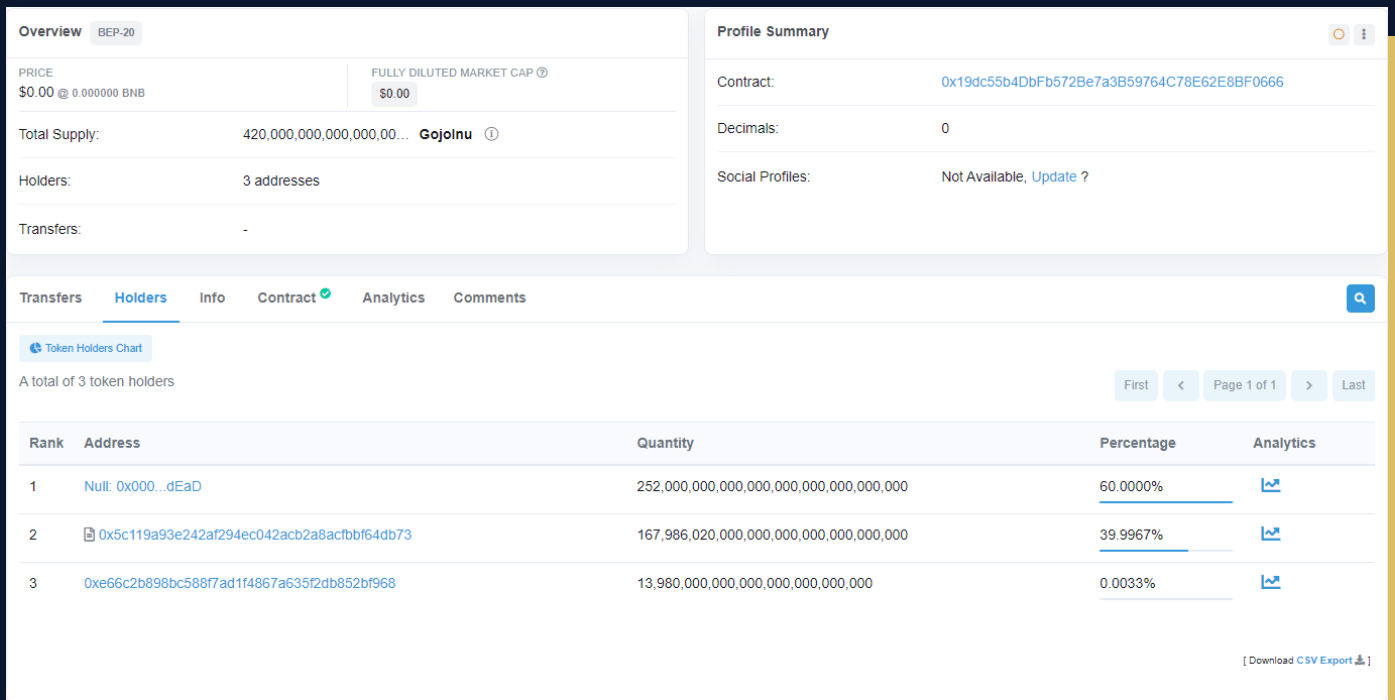 Overview BEP-20
PRICE
$0.00 @ 0.000000 BNB
FULLY DILUTED MARKET CAP
$0.00
Total Supply: 420,000,000,000,000,00... GojoInu
Holders: 3 addresses
Transfers: -
Profile Summary
Contract: 0x19dc55b4DbFb572Be7a3B59764C78E62E8BF0666
Decimals: 0
Social Profiles: Not Available, Update ?
Transfers Holders Info Contract Analytics Comments
Token Holders Chart
A total of 3 token holders
First < Page 1 of 1 > Last
Rank Address Quantity Percentage Analytics
1 Null: 0x000...dEaD 252,000,000,000,000,000,000,000,000,000 60.0000%
2 0x5c119a93e242af294ec042acb2a8acfbbf64db73 167,986,020,000,000,000,000,000,000,000 39.9967%
3 0xe66c2b898bc588f7ad1f4867a635f2db852bf968 13,980,000,000,000,000,000,000,000 0.0033%
[ Download CSV Export ]